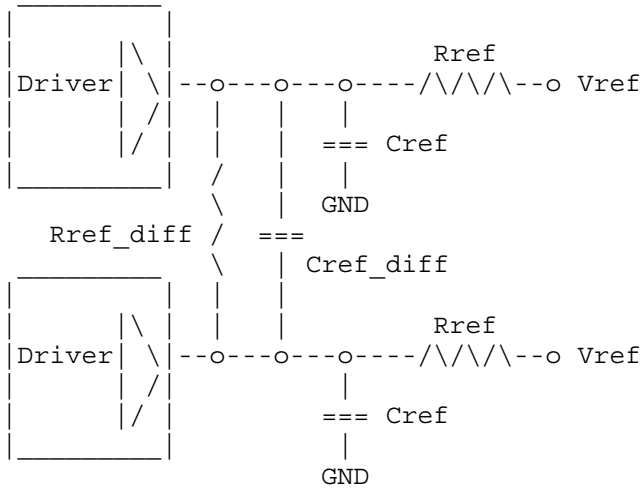 Rref
Driver Vref
Cref
GND
Rref_diff
Cref_diff
Rref
Driver Vref
Cref
GND